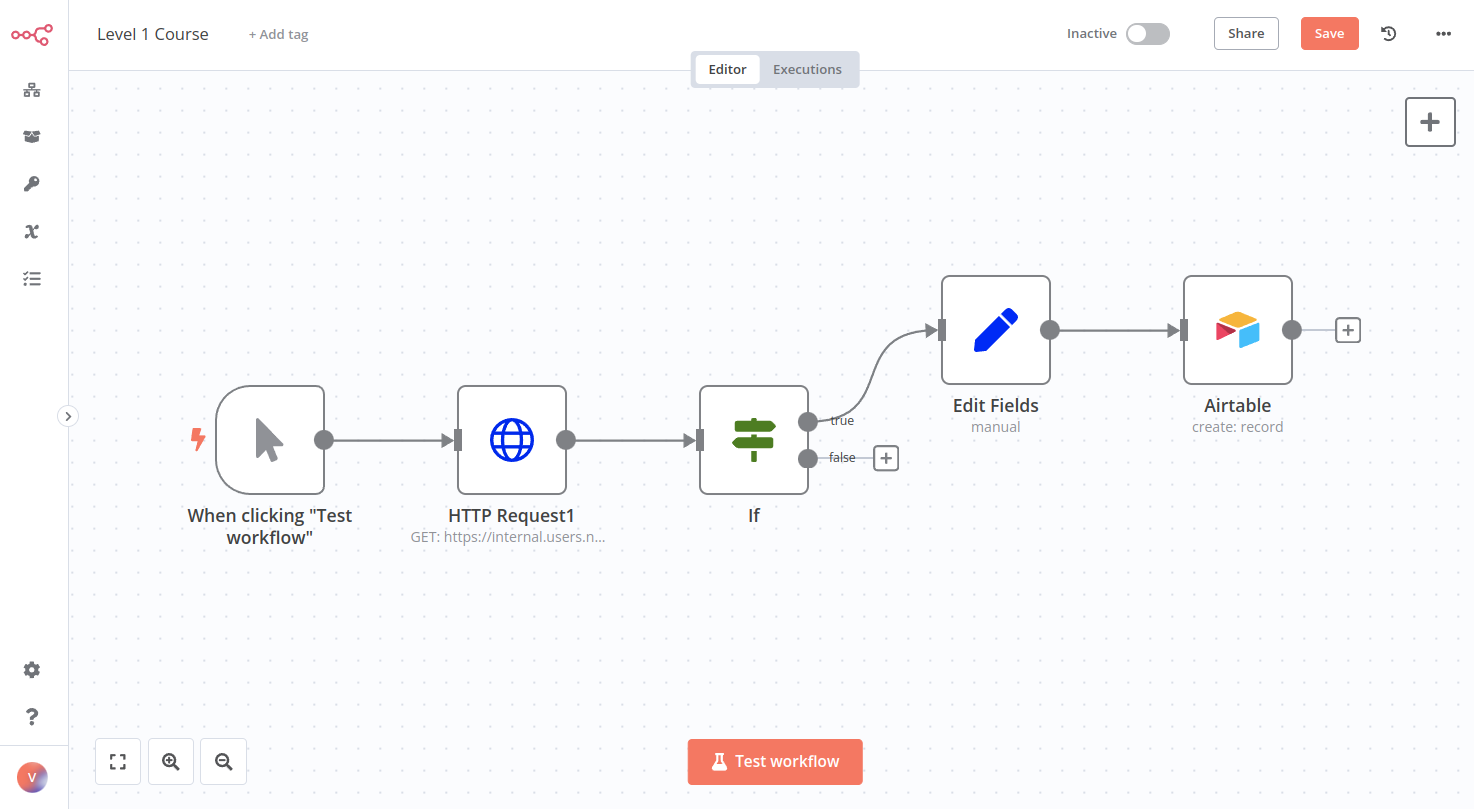 Level 1 Course
+ Add tag
Inactive
Share
Save
Editor
Executions
true
false
Edit Fields
manual
Airtable
create: record
When clicking "Test
workflow"
HTTP Request1
GET: https://internal.users.n...
If
V
Test workflow